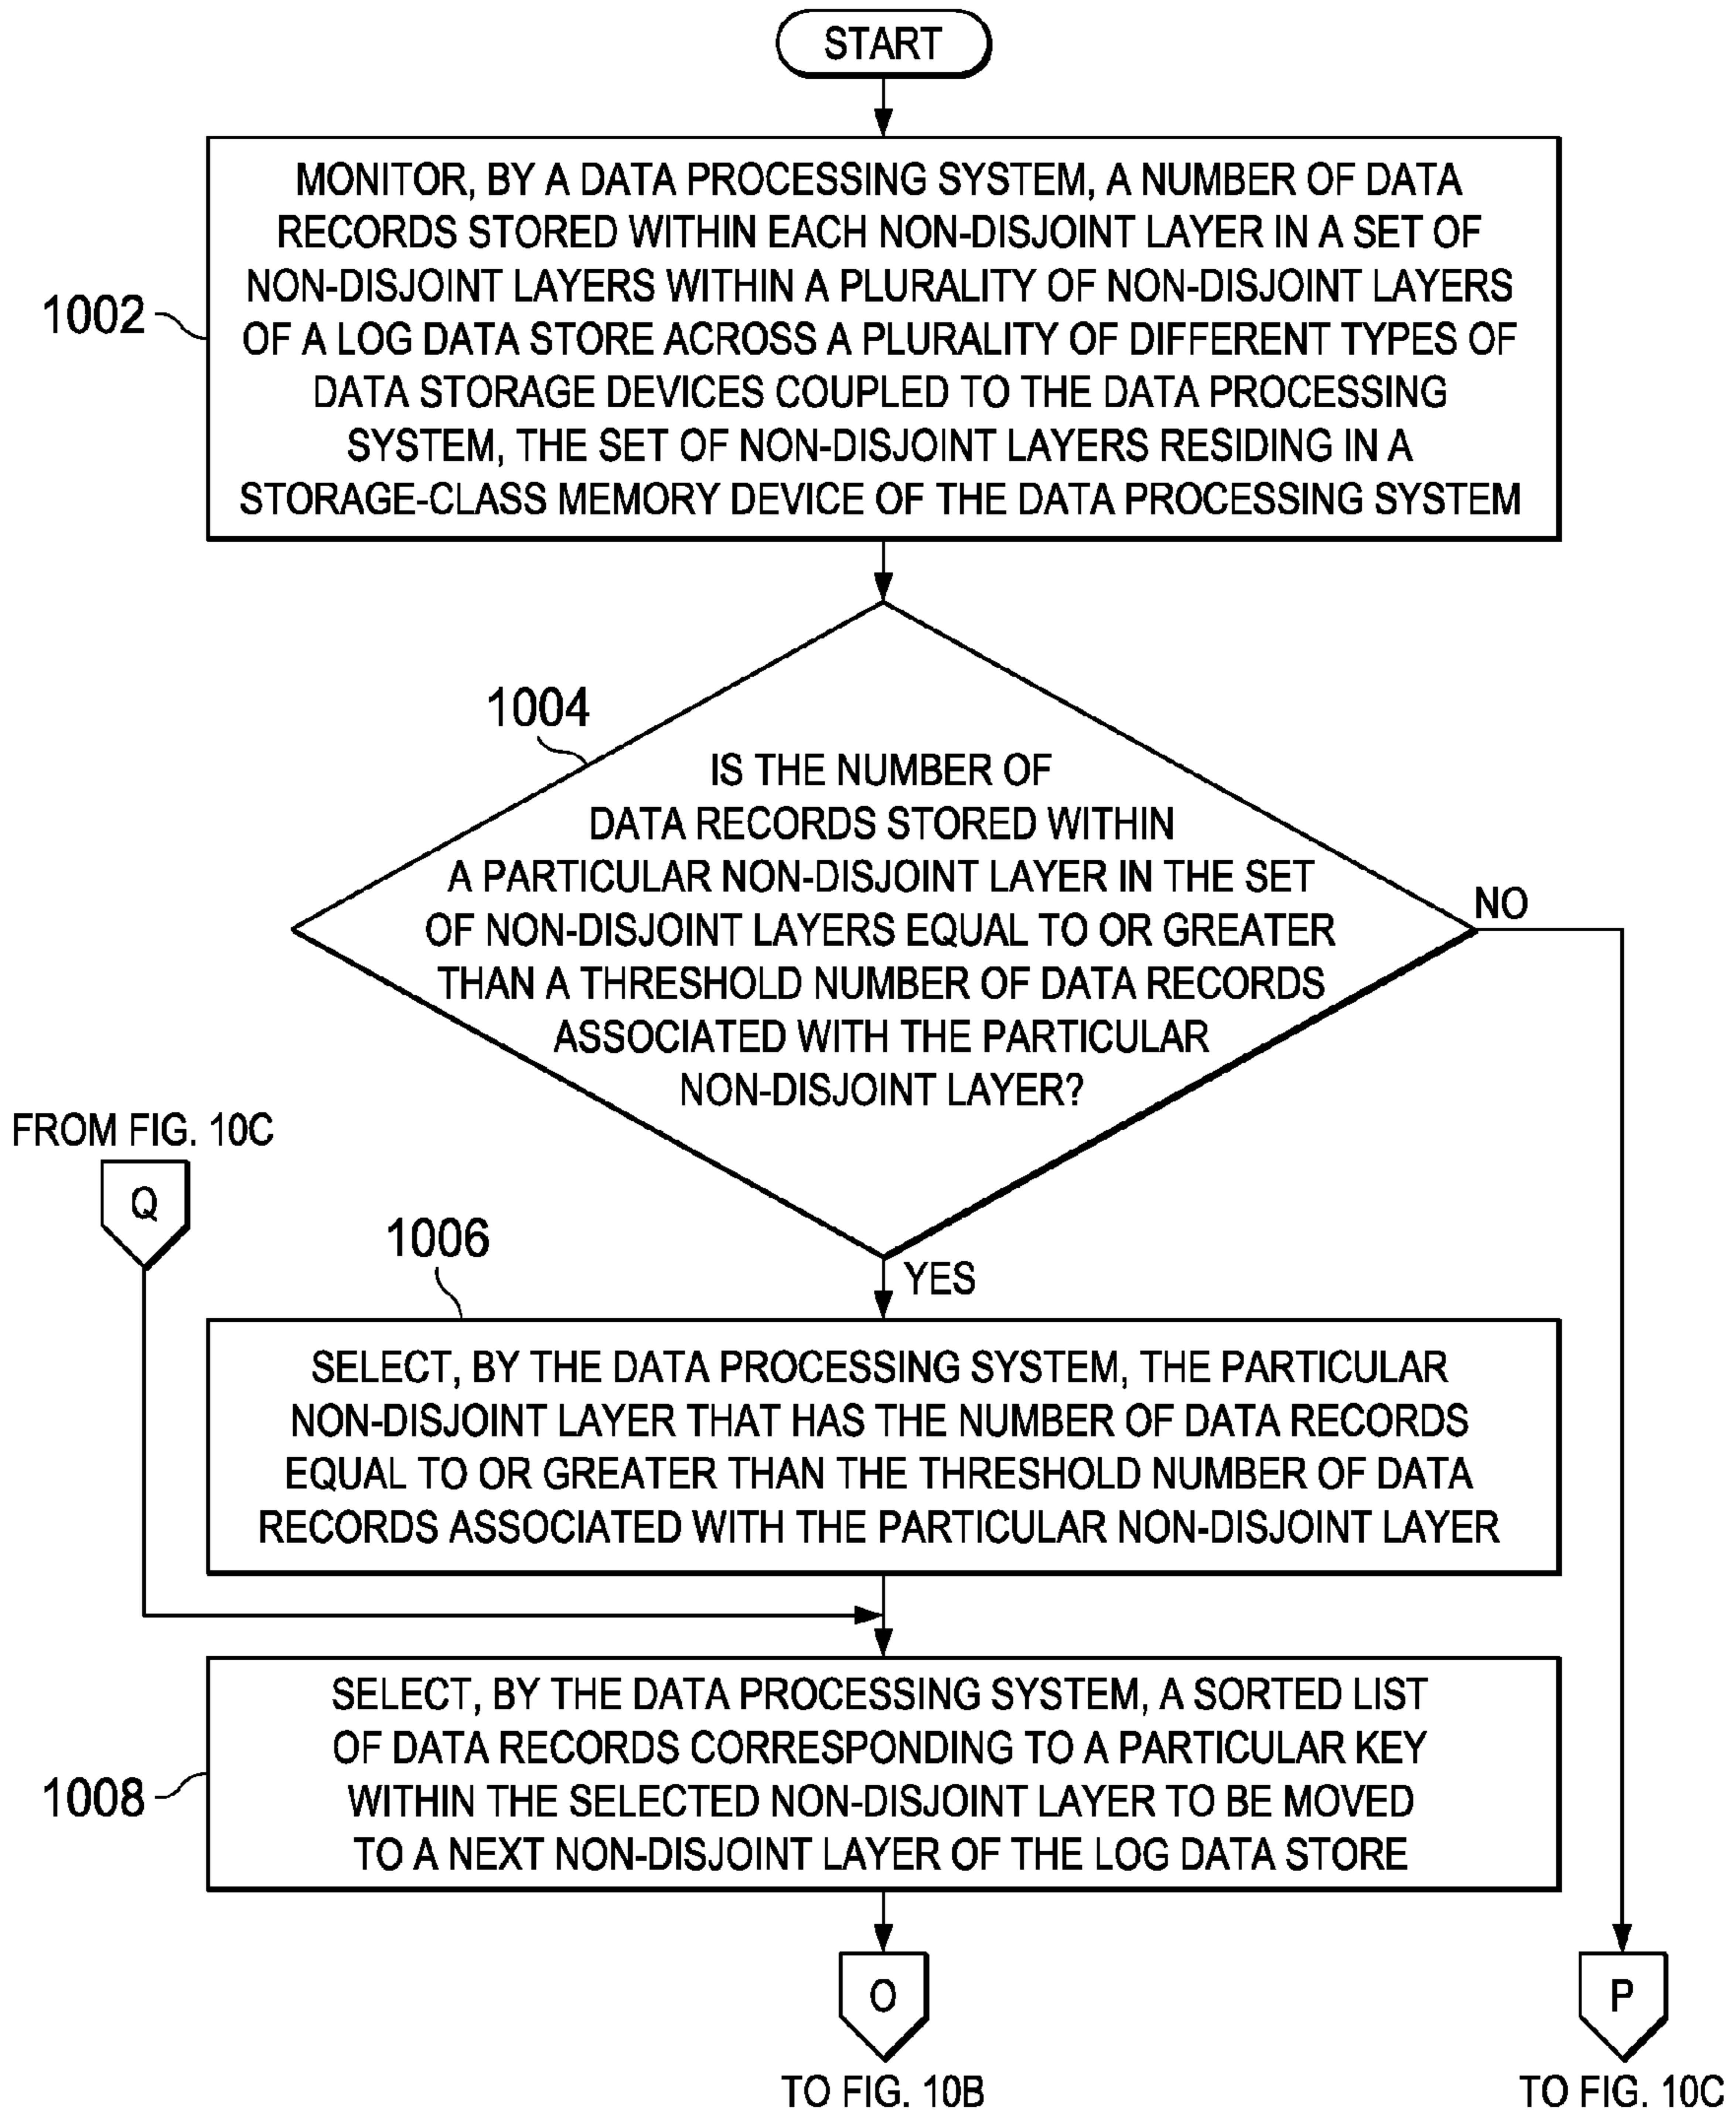 START
MONITOR, BY A DATA PROCESSING SYSTEM, A NUMBER OF DATA
RECORDS STORED WITHIN EACH NON-DISJOINT LAYER IN A SET OF
NON-DISJOINT LAYERS WITHIN A PLURALITY OF NON-DISJOINT LAYERS
OF A LOG DATA STORE ACROSS A PLURALITY OF DIFFERENT TYPES OF
DATA STORAGE DEVICES COUPLED TO THE DATA PROCESSING
SYSTEM, THE SET OF NON-DISJOINT LAYERS RESIDING IN A
STORAGE-CLASS MEMORY DEVICE OF THE DATA PROCESSING SYSTEM
1002
1004
IS THE NUMBER OF
DATA RECORDS STORED WITHIN
A PARTICULAR NON-DISJOINT LAYER IN THE SET
OF NON-DISJOINT LAYERS EQUAL TO OR GREATER
THAN A THRESHOLD NUMBER OF DATA RECORDS
ASSOCIATED WITH THE PARTICULAR
NON-DISJOINT LAYER?
NO
FROM FIG. 10C
Q
YES
1006
SELECT, BY THE DATA PROCESSING SYSTEM, THE PARTICULAR
NON-DISJOINT LAYER THAT HAS THE NUMBER OF DATA RECORDS
EQUAL TO OR GREATER THAN THE THRESHOLD NUMBER OF DATA
RECORDS ASSOCIATED WITH THE PARTICULAR NON-DISJOINT LAYER
1008
SELECT, BY THE DATA PROCESSING SYSTEM, A SORTED LIST
OF DATA RECORDS CORRESPONDING TO A PARTICULAR KEY
WITHIN THE SELECTED NON-DISJOINT LAYER TO BE MOVED
TO A NEXT NON-DISJOINT LAYER OF THE LOG DATA STORE
O
P
TO FIG. 10B
TO FIG. 10C